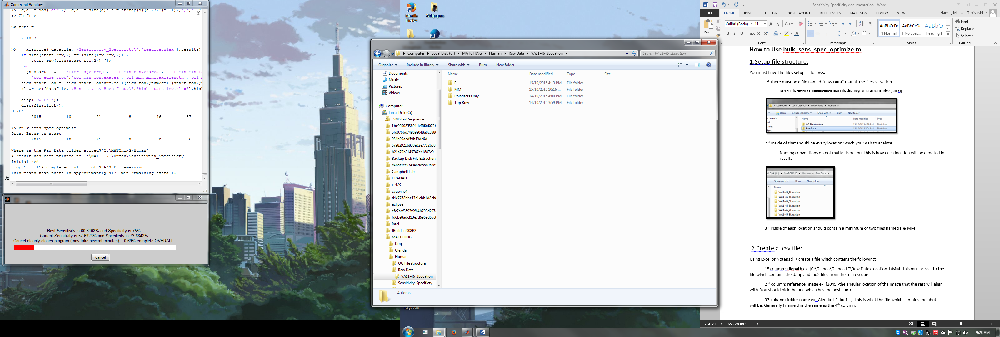 Command Window
>> [c,d] = dos('dir'); [c,e] = size(d); f = strrep(d((e-27):(e-11)),',','');
>> Gb_free
Gb_free =
2.1837
>> xlswrite([datafile,'\Sensitivity_Specificty\','results.xlsx'],results)
if size(start_row,2) == (size(low_row,2)+1)
start_row(size(start_row,2))=[];
end
high_start_low = {'flor_edge_crop','flor_min_convexarea','flor_min_minora
'pol_edge_crop','pol_min_convexarea','pol_min_minoraxislength','pol_m
high_start_low = [high_start_low;num2cell(high_row);num2cell(start_row);n
xlswrite([datafile,'\Sensitivity_Specificty\','high_start_low.xlsx'],high
disp('DONE!!');
disp(fix(clock));
DONE!!
2015 10 21 8 46 37
>> bulk_sens_spec_optimize
Press Enter to start
2015 10 21 8 52 56
Where is the Raw Data folder stored?'C:\MATCHING\Human'
A result has been printed to C:\MATCHING\Human\Sensitivity_Specificty
Initialized
Loop 1 of 112 completed. WITH 3 of 3 PASSES remaining
This means that there is approximately 4173 min remaining overall.
fx
Best Sensitivity is 60.8108% and Specificity is 75%
Current Sensitivity is 57.6923% and Specificity is 73.6842%
Cancel cleanly closes program (may take several minutes) -- 0.69% complete OVERALL.
Cancel
Mozilla Firefox
Wallpapers
Computer Local Disk (C:) MATCHING Human Raw Data VA11-46_3Location
Search VA11-46_3Location
Organize Include in library Share with Burn New folder
Documents
Music
Pictures
Videos
Computer
Local Disk (C:)
_SMSTaskSequence
1be0600253804deff60d072b
6fd076bd74959e048a0c3386
984b90aed59b49de6d
57982921b830e02e7712b88a
b21a79b3145747ec1887c9
Backup Disk File Extraction
c4b6f9ce974946dd5569a385
Campbell Labs
CRANAD
cs473
cygwin64
d4e7782bbe43c1cbb1d2cb8
eclipse
efe7acf3593f9fb4b793d297a
fd6be8adcf13e7d696ad65c8
Intel
JBuilder2008R2
MATCHING
Dog
Glenda
Human
OG File structure
Raw Data
VA11-46_3Location
Sensitivity_Specificty
Name Date modified Type Size
F 15/10/2015 4:13 PM File folder
MM 15/10/2015 10:16 ... File folder
Polarizers Only 14/10/2015 4:00 PM File folder
Top Row 14/10/2015 3:59 PM File folder
4 items
Keycode
Sensitivity Specificity documentation - Word
FILE HOME INSERT DESIGN PAGE LAYOUT REFERENCES MAILINGS REVIEW VIEW Hamel, Michael Tokiyoshi
Paste
Calibri (Body) 11
Font
Paragraph
AaBbCcDc AaBbCcDc AaBbCc
¶ Normal ¶ No Spac... Heading 1
Styles
Find
Replace
Select
Editing
How to Use bulk_sens_spec_optimize.m
1.Setup file structure:
You must have the files setup as follows:
1st There must be a file named “Raw Data” that all the files sit within.
NOTE: It is HIGHLY recommended that this sits on your local hard drive (not Y:)
Computer Local Disk (C:) MATCHING Human
Open Include in library Share with Burn New folder
Name Date modified Type
OG File structure 15/10/2015 4:29 PM File folder
Raw Data 15/10/2015 5:04 PM File folder
2nd Inside of that should be every location which you wish to analyze
Naming conventions do not matter here, but this is how each location will be denoted in
results
al Disk (C:) MATCHING Human Raw Data
Share with Burn New folder
Name
VA11-46_3Location
VA11-46_4Location
VA11-46_5Location
VA11-46_6Location
VA11-46_7Location
VA11-46_8Location
3rd Inside of each location should contain a minimum of two files named F & MM
2.Create a .csv file:
Using Excel or Notepad++ create a file which contains the following:
1st column : filepath ex. [C:\Glenda\Glenda LE\Raw Data\Location 1\MM]-this must direct to the
file which contains the .bmp and .nd2 files from the microscope
2nd column: reference image ex. [3045]-the angular location of the image that the rest will align
with. You should pick the one which has the best contrast
3rd column: folder name ex.[Glenda_LE_loc1_-]- this is what the file which contains the photos
will be. Generally I name this the same as the 4th column.
PAGE 2 OF 7 653 WORDS 100%
9:28 AM